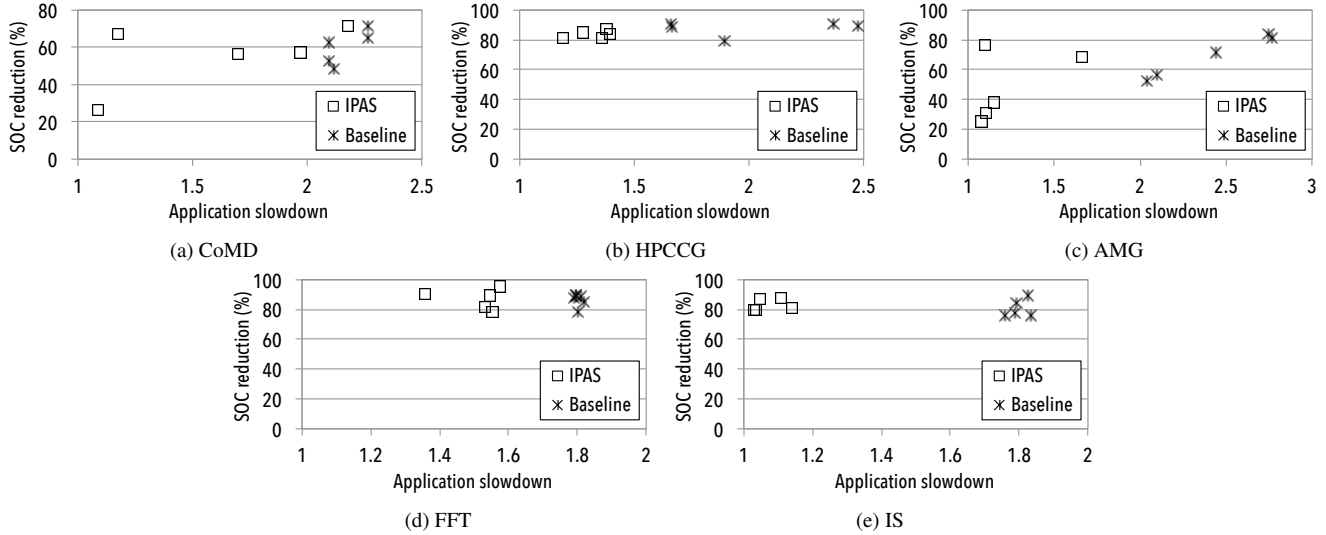 80
60
40
20
0
SOC reduction (%)
IPAS
Baseline
1 1.5 2 2.5
Application slowdown
(a) CoMD
100
80
60
40
20
0
SOC reduction (%)
IPAS
Baseline
1 1.5 2 2.5
Application slowdown
(b) HPCCG
100
80
60
40
20
0
SOC reduction (%)
IPAS
Baseline
1 1.5 2 2.5 3
Application slowdown
(c) AMG
100
80
60
40
20
0
SOC reduction (%)
IPAS
Baseline
1 1.2 1.4 1.6 1.8 2
Application slowdown
(d) FFT
100
80
60
40
20
0
SOC reduction (%)
IPAS
Baseline
1 1.2 1.4 1.6 1.8 2
Application slowdown
(e) IS